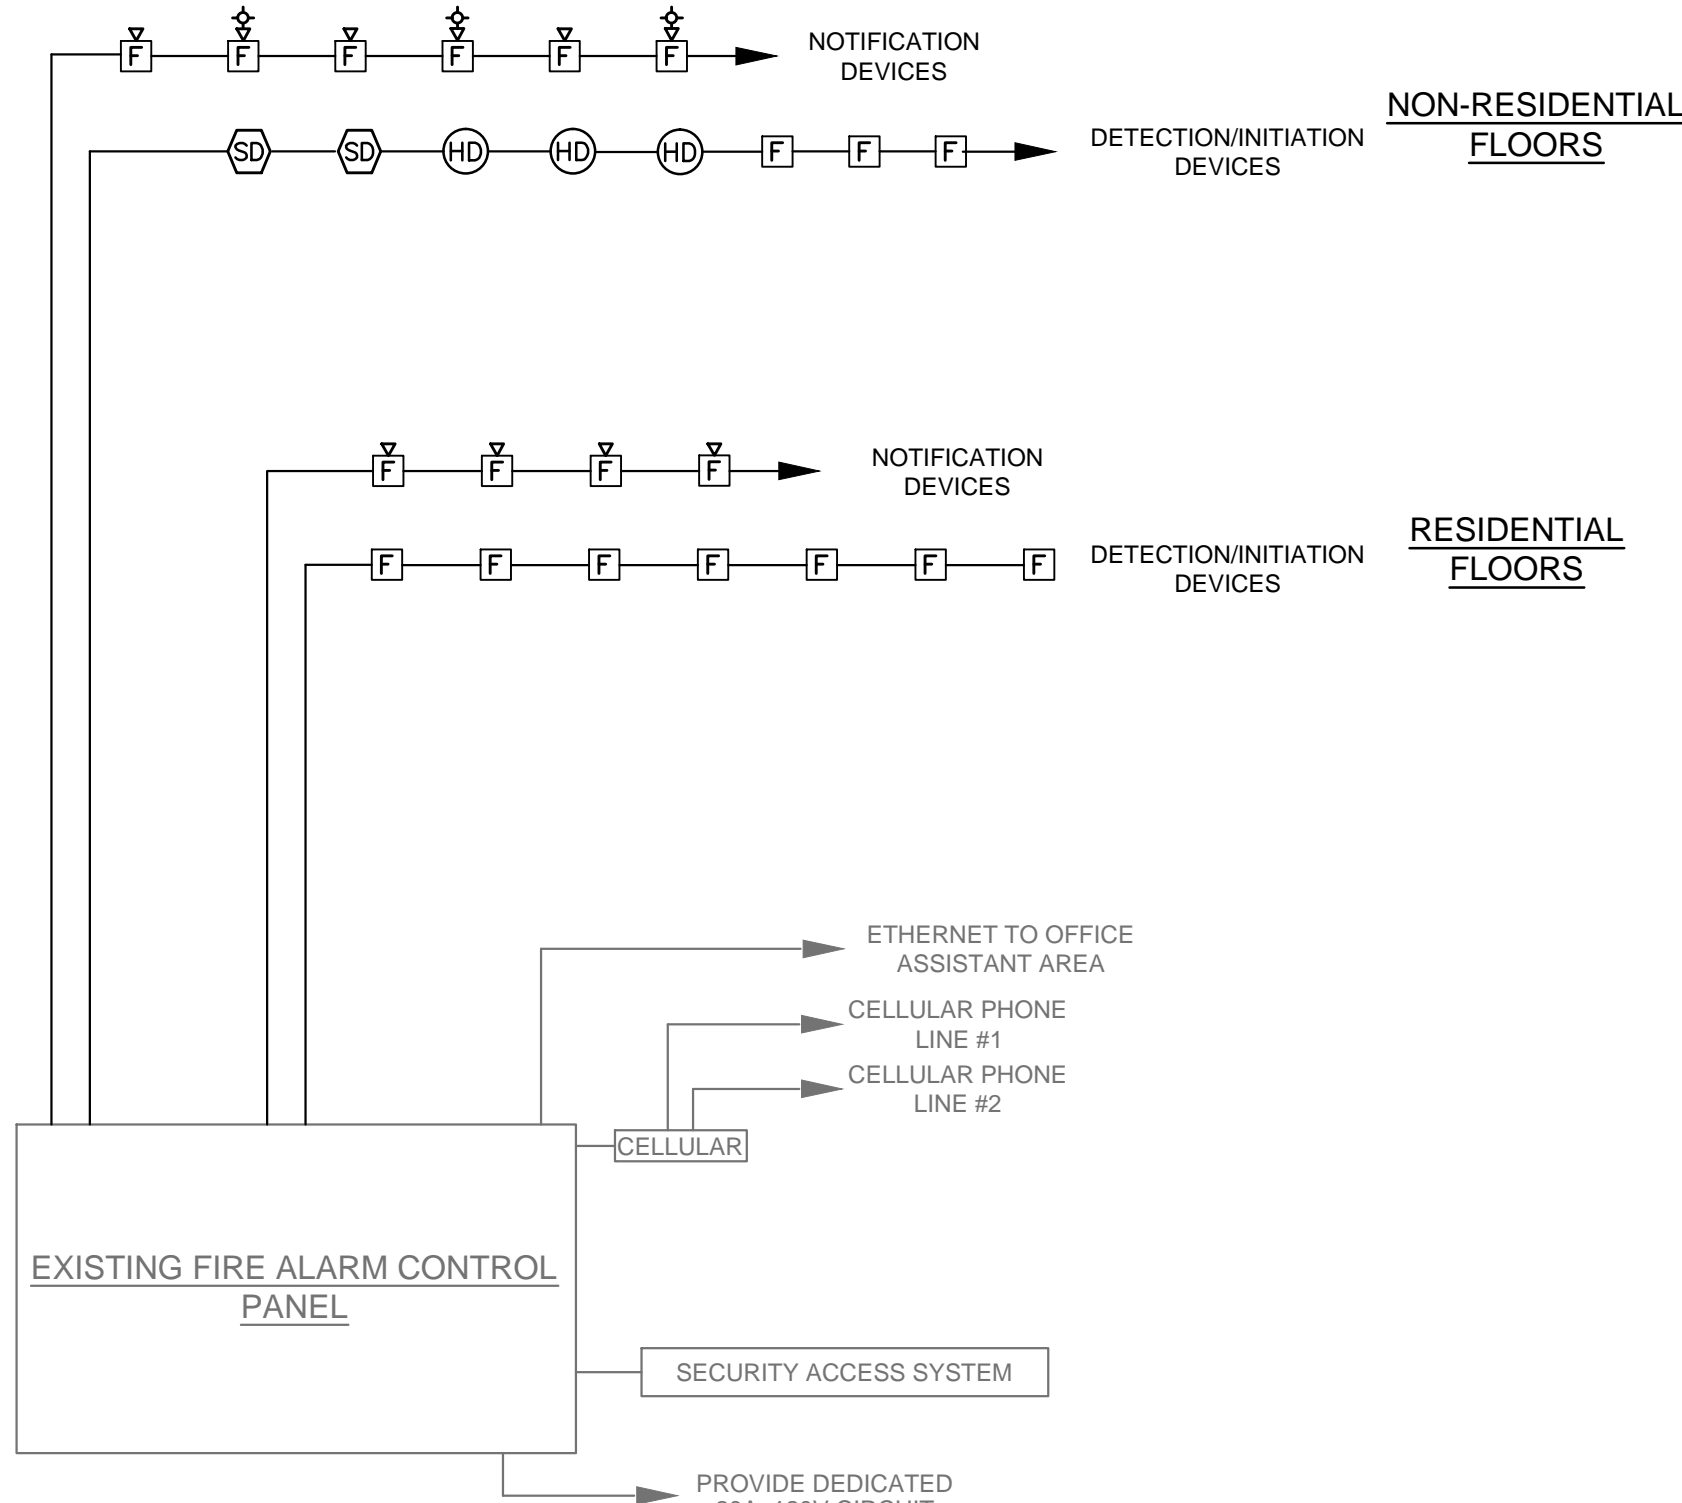 F F F F F F
NOTIFICATION
DEVICES
NON-RESIDENTIAL
FLOORS
SD SD HD HD HD F F F
DETECTION/INITIATION
DEVICES
F F F F
NOTIFICATION
DEVICES
RESIDENTIAL
FLOORS
F F F F F F F
DETECTION/INITIATION
DEVICES
ETHERNET TO OFFICE
ASSISTANT AREA
CELLULAR PHONE
LINE #1
CELLULAR PHONE
LINE #2
CELLULAR
EXISTING FIRE ALARM CONTROL
PANEL
SECURITY ACCESS SYSTEM
PROVIDE DEDICATED